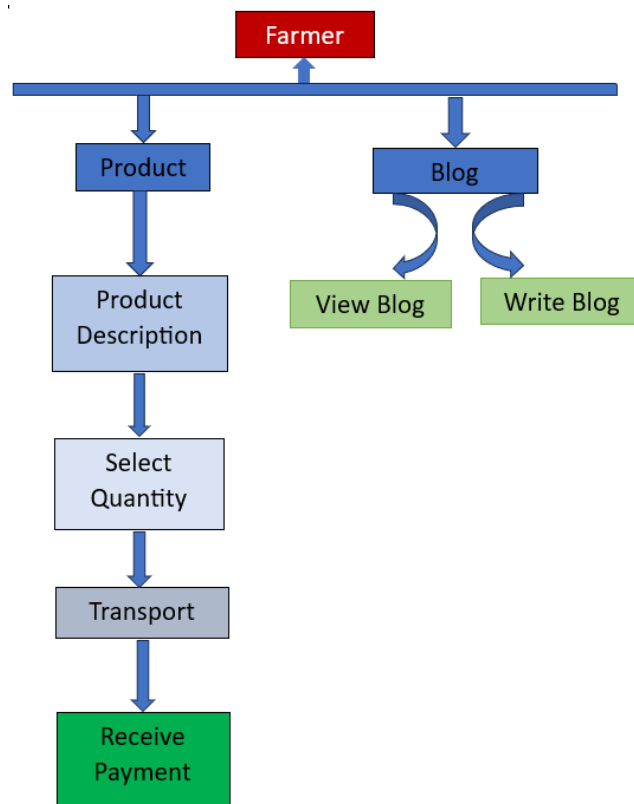 Farmer
Product
Blog
Product
Description
View Blog
Write Blog
Select
Quantity
Transport
Receive
Payment